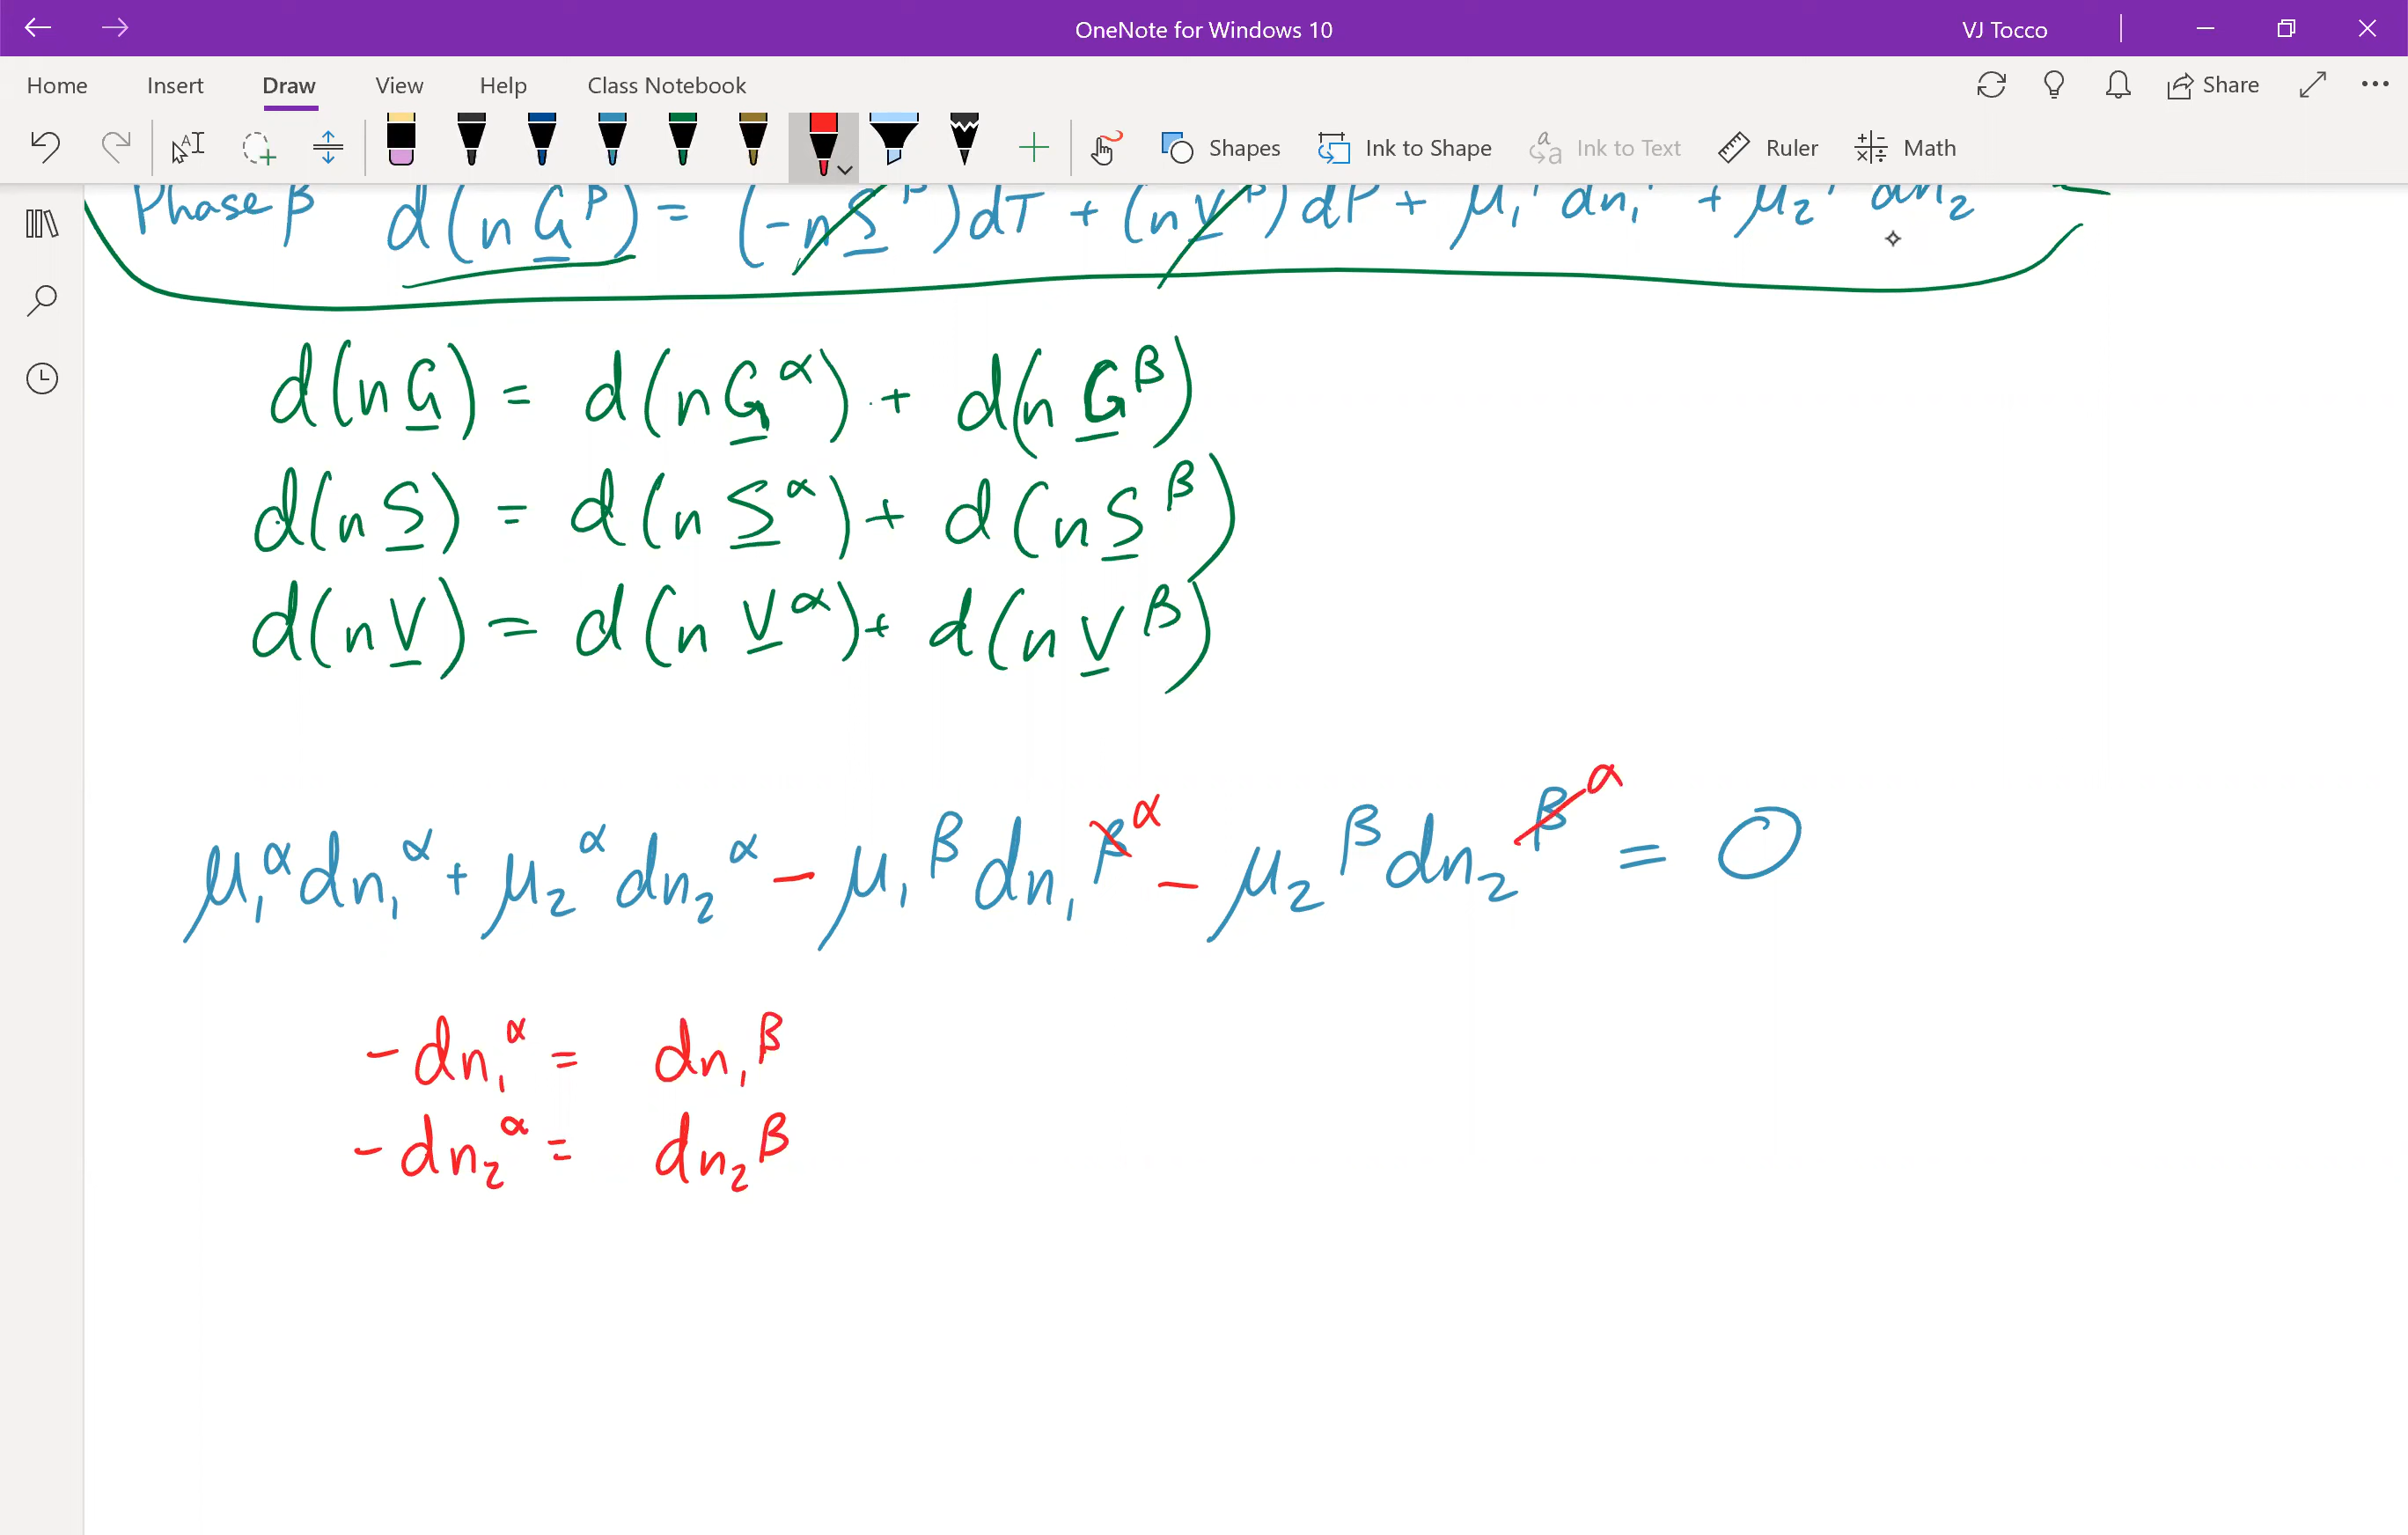 OneNote for Windows 10 VJ Tocco
Home Insert Draw View Help Class Notebook Share
Shapes Ink to Shape Ink to Text Ruler Math
Phase β d(nG̲ᵝ) = (-nS̲ᵝ)dT + (nV̲ᵝ)dP + μ₁ dn₁ + μ₂ dn₂
d(nG̲) = d(nG̲^α) + d(nG̲^β)
d(nS̲) = d(nS̲^α) + d(nS̲^β)
d(nV̲) = d(nV̲^α) + d(nV̲^β)
μ₁^α dn₁^α + μ₂^α dn₂^α - μ₁^β dn₁^β α - μ₂^β dn₂^β α = 0
-dn₁^α = dn₁^β
-dn₂^α = dn₂^β